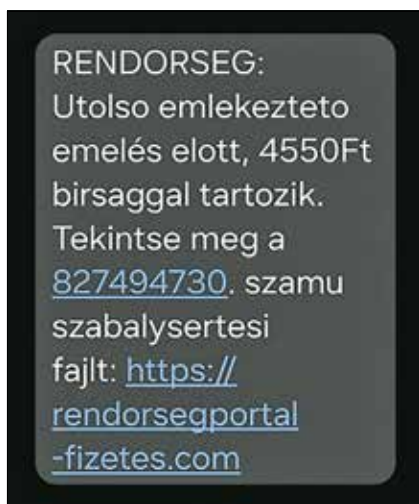 RENDORSEG:
Utolso emlekezteto
emelés elott, 4550Ft
birsaggal tartozik.
Tekintse meg a
827494730. szamu
szabalysertesi
fajlt: https://
rendorsegportal
-fizetes.com